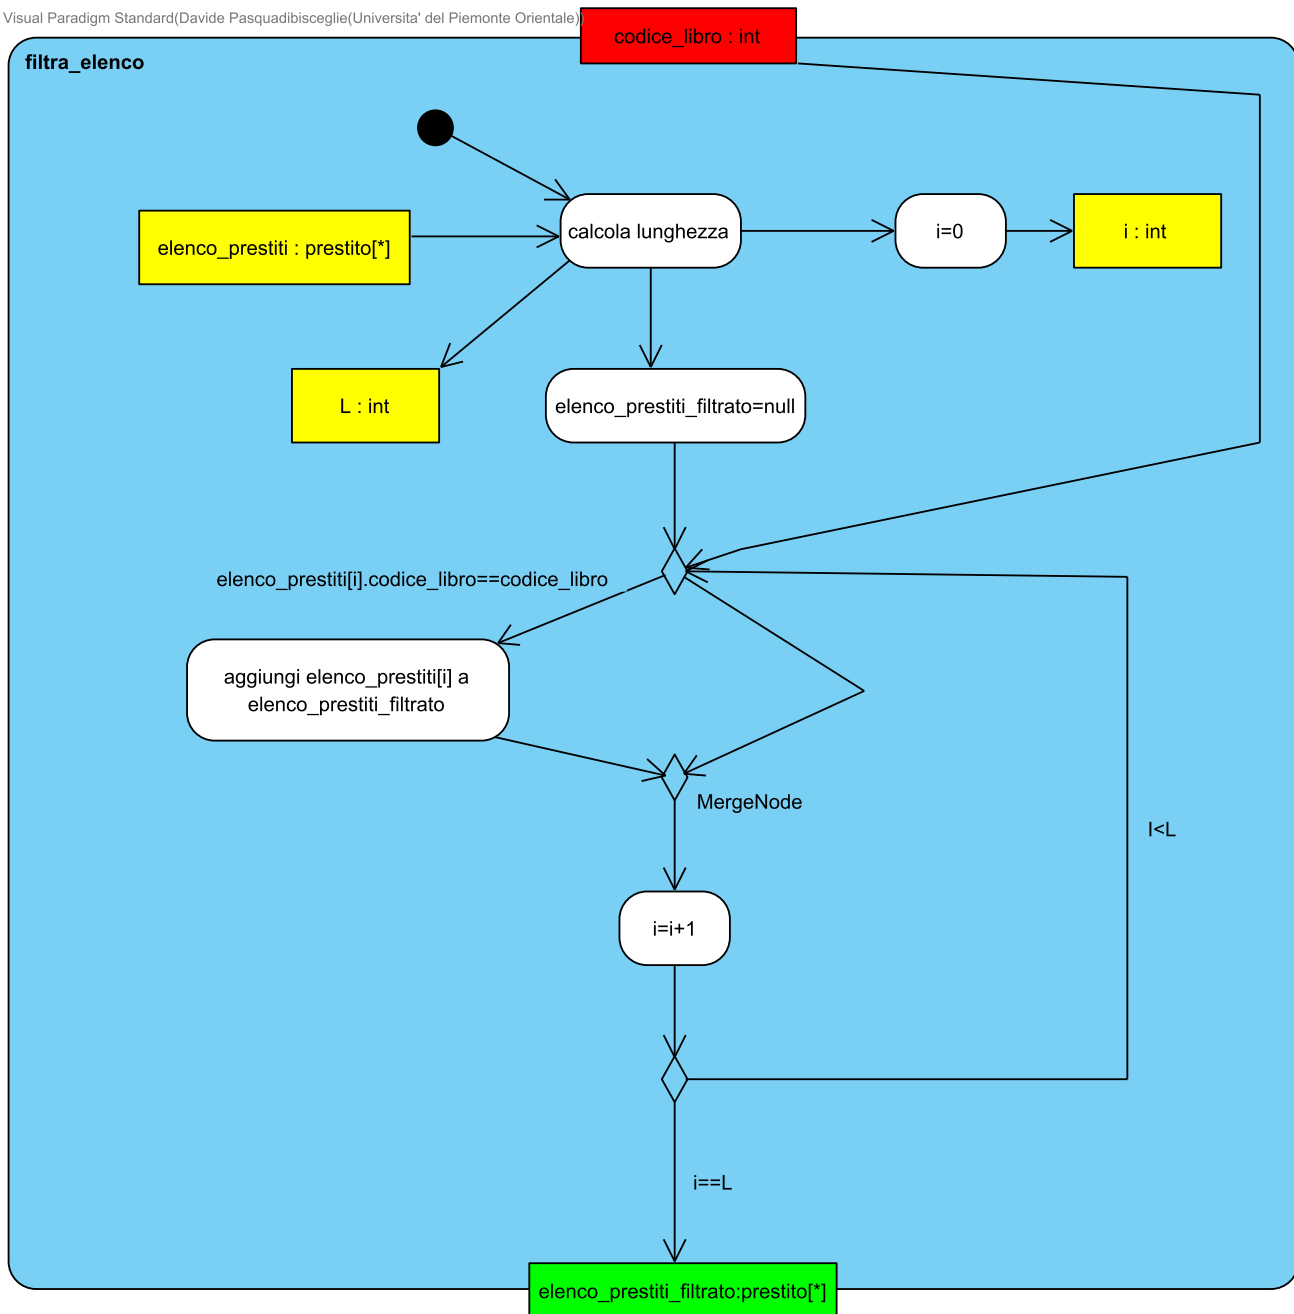 Visual Paradigm Standard(Davide Pasquadibisceglie(Universita' del Piemonte Orientale))
codice_libro : int
filtra_elenco
calcola lunghezza
i=0
i : int
elenco_prestiti : prestito[*]
L : int
elenco_prestiti_filtrato=null
elenco_prestiti[i].codice_libro==codice_libro
aggiungi elenco_prestiti[i] a
elenco_prestiti_filtrato
MergeNode
I<L
i=i+1
i==L
elenco_prestiti_filtrato:prestito[*]